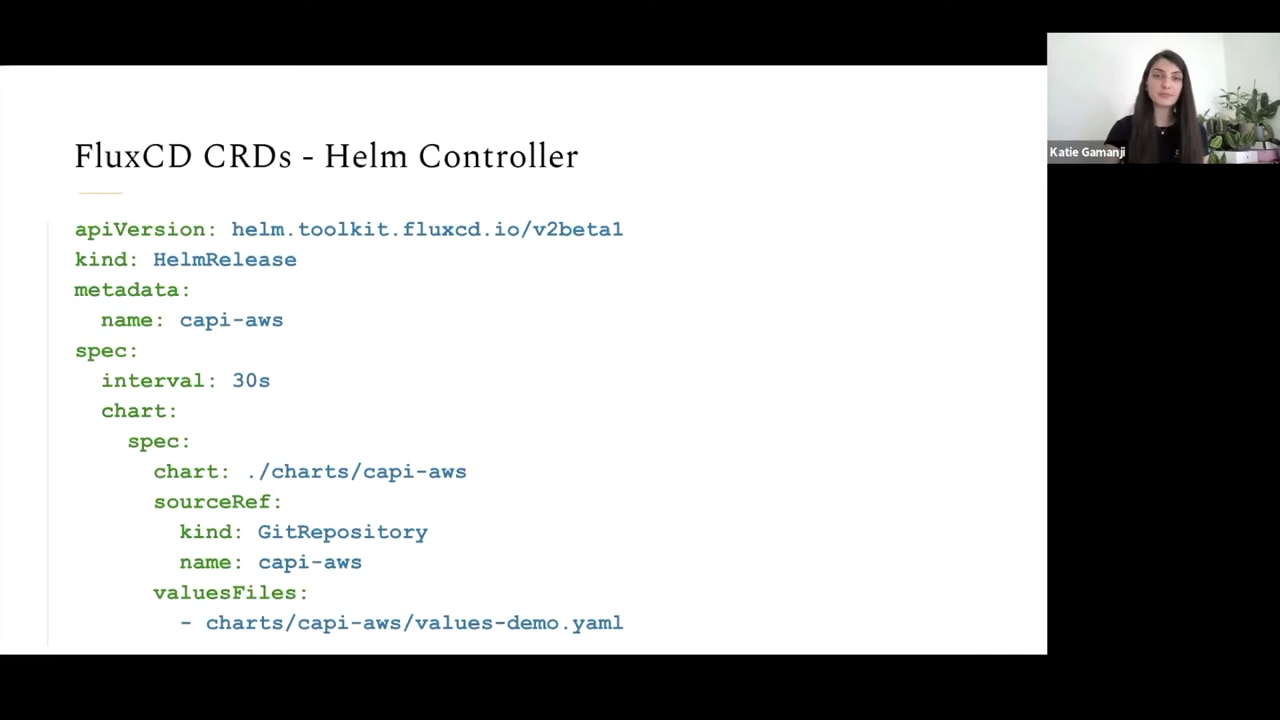 FluxCD CRDs - Helm Controller
apiVersion: helm.toolkit.fluxcd.io/v2beta1
kind: HelmRelease
metadata:
  name: capi-aws
spec:
  interval: 30s
  chart:
    spec:
      chart: ./charts/capi-aws
      sourceRef:
        kind: GitRepository
        name: capi-aws
      valuesFiles:
        - charts/capi-aws/values-demo.yaml
Katie Gamanji